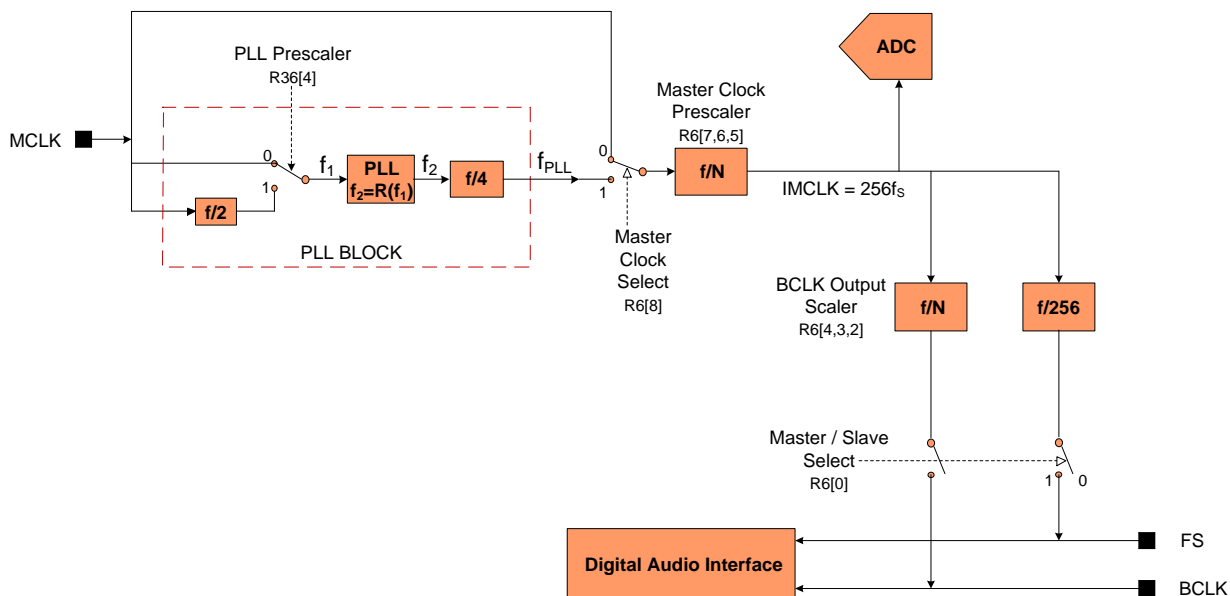 ADC
PLL Prescaler
R36[4]
Master Clock
Prescaler
R6[7,6,5]
MCLK
0
1
f1
PLL
f2=R(f1)
f2
f/4
fPLL
0
1
f/N
IMCLK = 256fS
f/2
PLL BLOCK
Master
Clock
Select
R6[8]
BCLK Output
Scaler
R6[4,3,2]
f/N
f/256
Master / Slave
Select
R6[0]
1
0
Digital Audio Interface
FS
BCLK